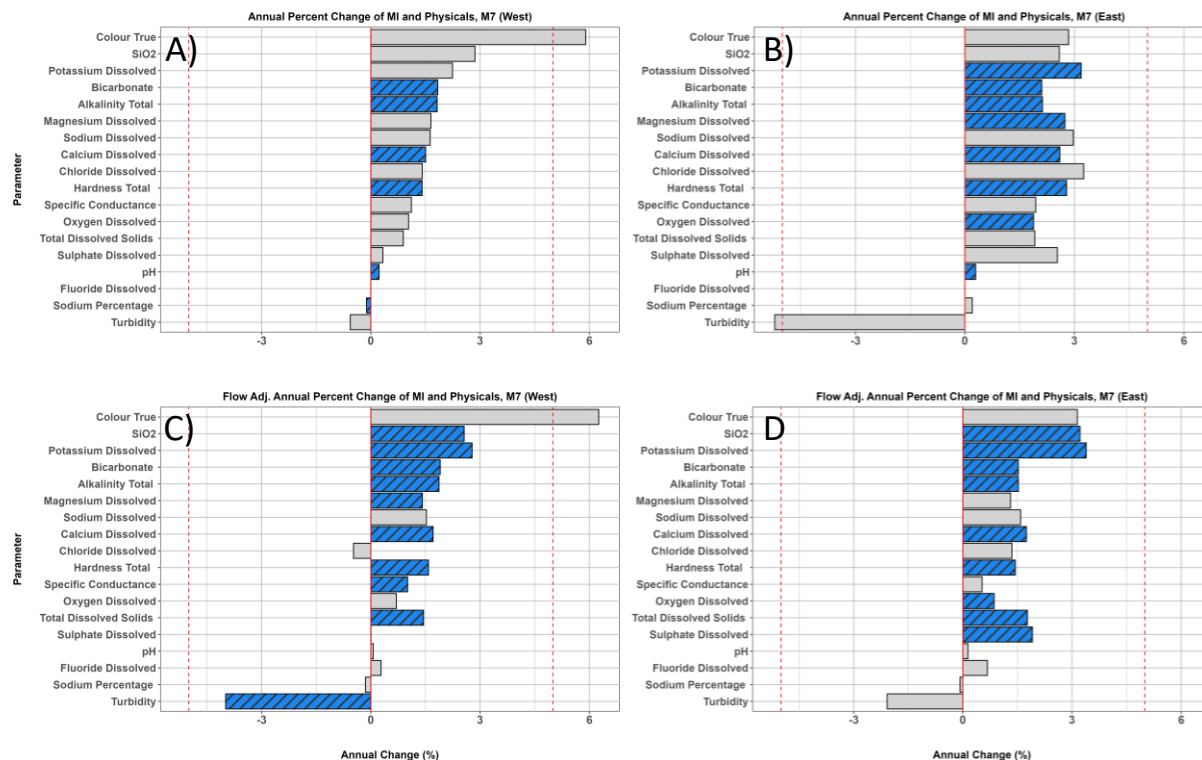 Annual Percent Change of MI and Physicals, M7 (West)
A)
Colour True
SiO2
Potassium Dissolved
Bicarbonate
Alkalinity Total
Magnesium Dissolved
Sodium Dissolved
Calcium Dissolved
Chloride Dissolved
Hardness Total
Specific Conductance
Oxygen Dissolved
Total Dissolved Solids
Sulphate Dissolved
pH
Fluoride Dissolved
Sodium Percentage
Turbidity
Parameter
-3 0 3 6
Annual Percent Change of MI and Physicals, M7 (East)
B)
Colour True
SiO2
Potassium Dissolved
Bicarbonate
Alkalinity Total
Magnesium Dissolved
Sodium Dissolved
Calcium Dissolved
Chloride Dissolved
Hardness Total
Specific Conductance
Oxygen Dissolved
Total Dissolved Solids
Sulphate Dissolved
pH
Fluoride Dissolved
Sodium Percentage
Turbidity
-3 0 3 6
Flow Adj. Annual Percent Change of MI and Physicals, M7 (West)
C)
Colour True
SiO2
Potassium Dissolved
Bicarbonate
Alkalinity Total
Magnesium Dissolved
Sodium Dissolved
Calcium Dissolved
Chloride Dissolved
Hardness Total
Specific Conductance
Oxygen Dissolved
Total Dissolved Solids
Sulphate Dissolved
pH
Fluoride Dissolved
Sodium Percentage
Turbidity
Parameter
-3 0 3 6
Annual Change (%)
Flow Adj. Annual Percent Change of MI and Physicals, M7 (East)
D
Colour True
SiO2
Potassium Dissolved
Bicarbonate
Alkalinity Total
Magnesium Dissolved
Sodium Dissolved
Calcium Dissolved
Chloride Dissolved
Hardness Total
Specific Conductance
Oxygen Dissolved
Total Dissolved Solids
Sulphate Dissolved
pH
Fluoride Dissolved
Sodium Percentage
Turbidity
-3 0 3 6
Annual Change (%)